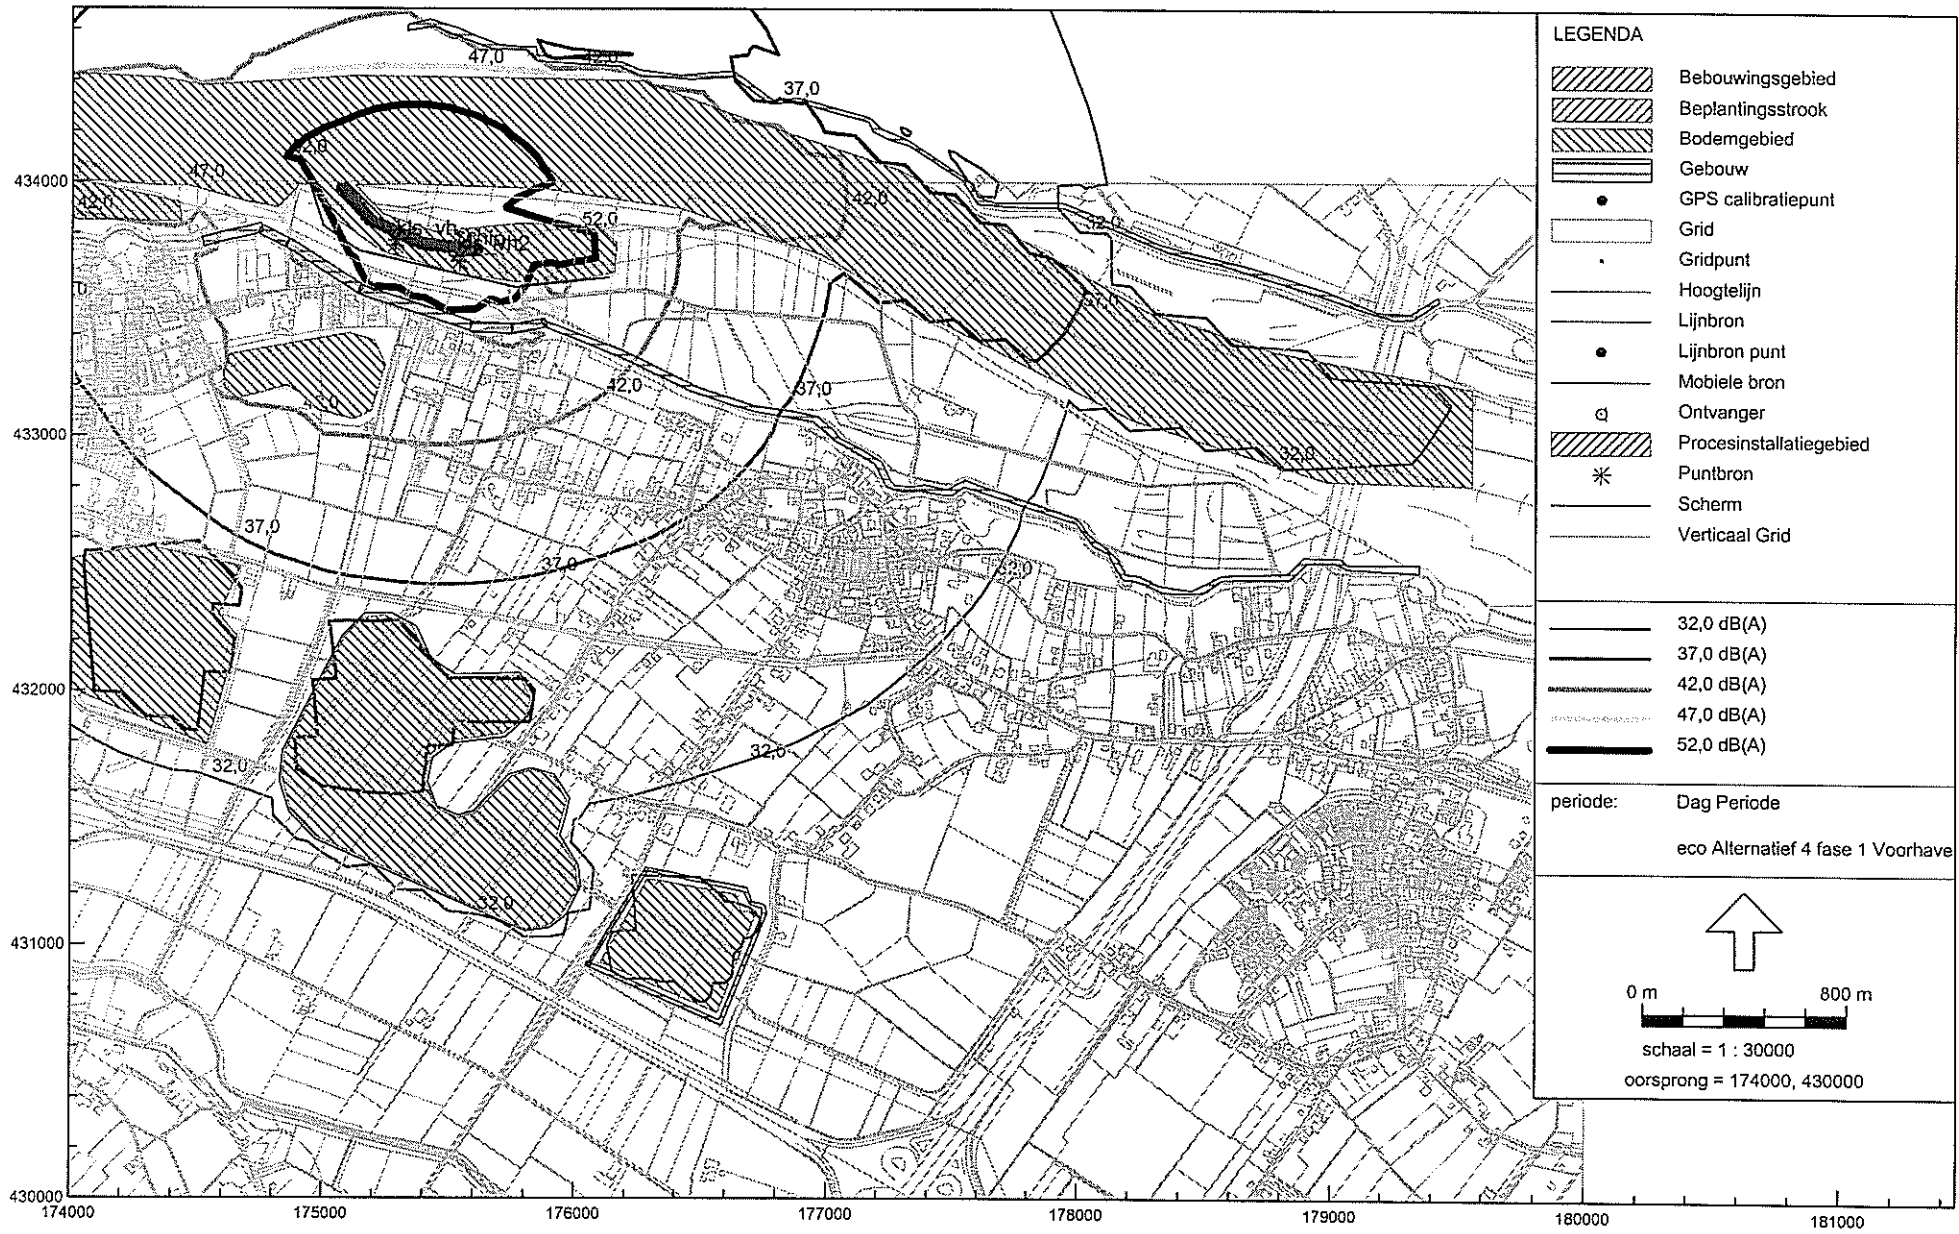 47,0
42,0
37,0
47,0
42,0
42,0
52,0
42,0
37,0
42,0
37,0
32,0
37,0
37,0
32,0
32,0
32,0
32,0
434000
433000
432000
431000
430000
174000
175000
176000
177000
178000
179000
180000
181000
LEGENDA
Bebouwingsgebied
Beplantingsstrook
Bodemgebied
Gebouw
GPS calibratiepunt
Grid
Gridpunt
Hoogtelijn
Lijnbron
Lijnbron punt
Mobiele bron
Ontvanger
Procesinstallatiegebied
Puntbron
Scherm
Verticaal Grid
32,0 dB(A)
37,0 dB(A)
42,0 dB(A)
47,0 dB(A)
52,0 dB(A)
periode: Dag Periode
eco Alternatief 4 fase 1 Voorhave
0 m 800 m
schaal = 1 : 30000
oorsprong = 174000, 430000